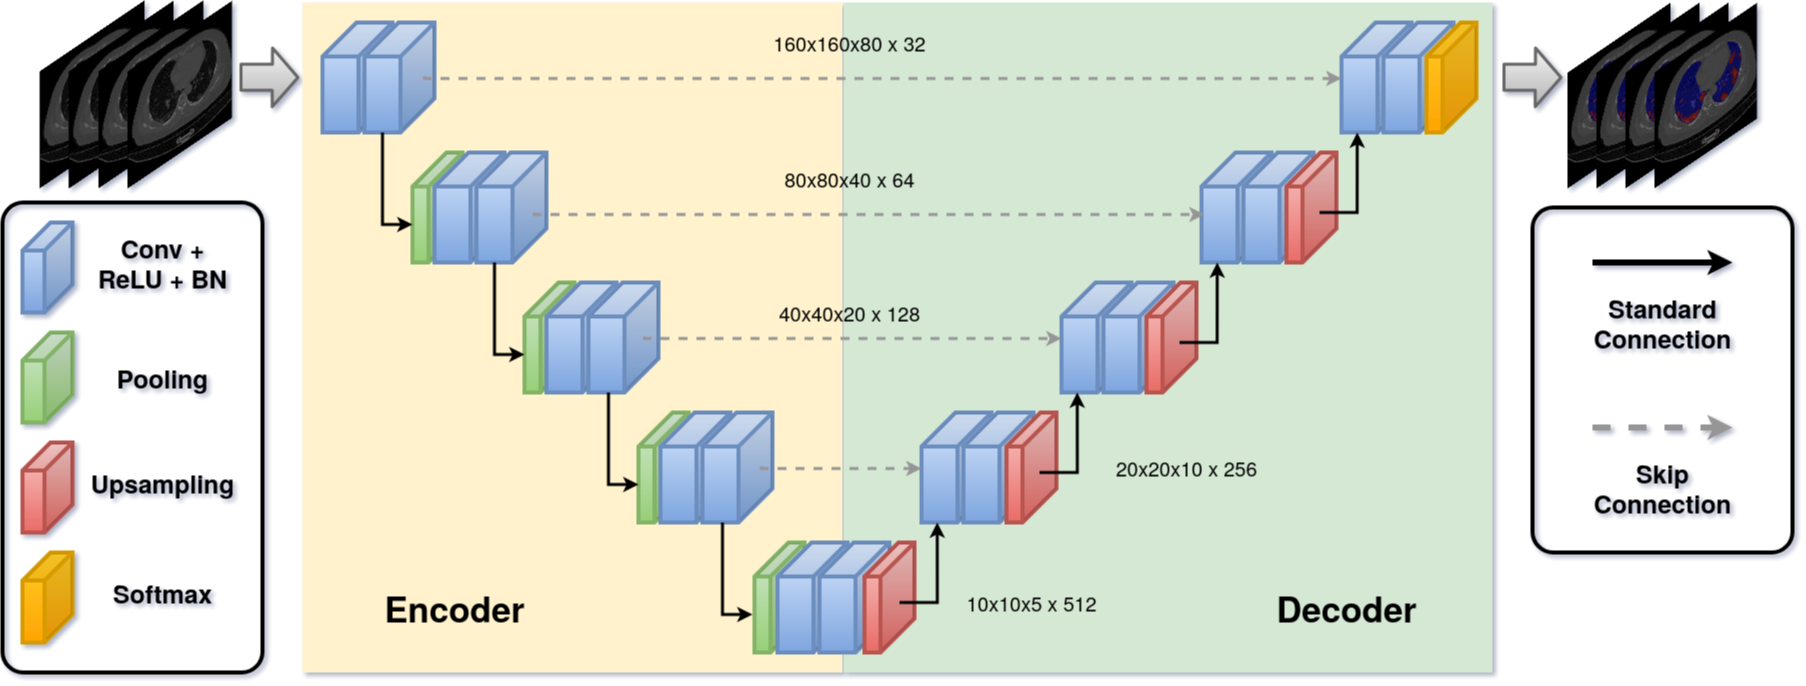 160x160x80 x 32
80x80x40 x 64
40x40x20 x 128
20x20x10 x 256
10x10x5 x 512
Encoder
Decoder
Conv +
ReLU + BN
Pooling
Upsampling
Softmax
Standard
Connection
Skip
Connection